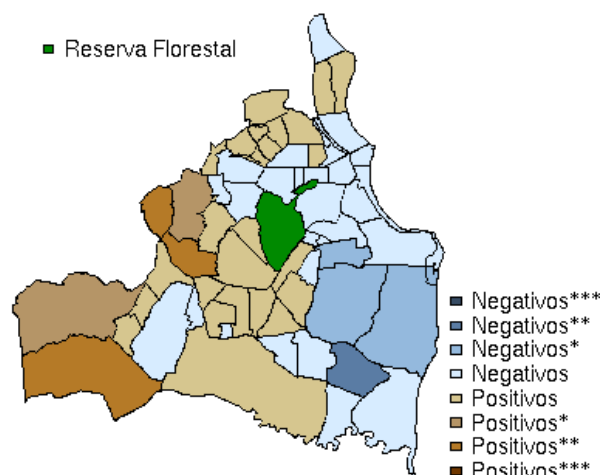 Reserva Florestal
Negativos***
Negativos**
Negativos*
Negativos
Positivos
Positivos*
Positivos**
Positivos***